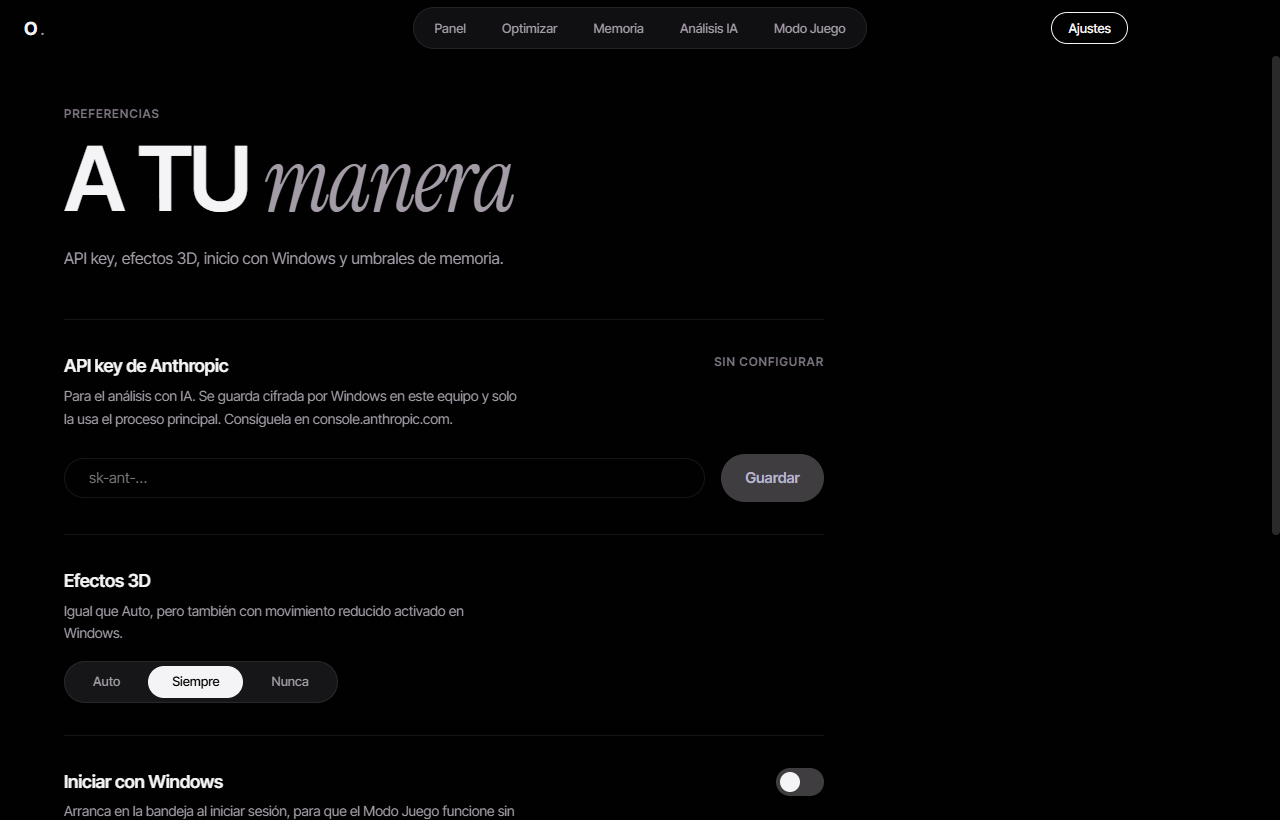 O.
Panel
Optimizar
Memoria
Análisis IA
Modo Juego
Ajustes
PREFERENCIAS
A TU manera
API key, efectos 3D, inicio con Windows y umbrales de memoria.
API key de Anthropic
SIN CONFIGURAR
Para el análisis con IA. Se guarda cifrada por Windows en este equipo y solo
la usa el proceso principal. Consíguela en console.anthropic.com.
sk-ant-...
Guardar
Efectos 3D
Igual que Auto, pero también con movimiento reducido activado en
Windows.
Auto
Siempre
Nunca
Iniciar con Windows
Arranca en la bandeja al iniciar sesión, para que el Modo Juego funcione sin